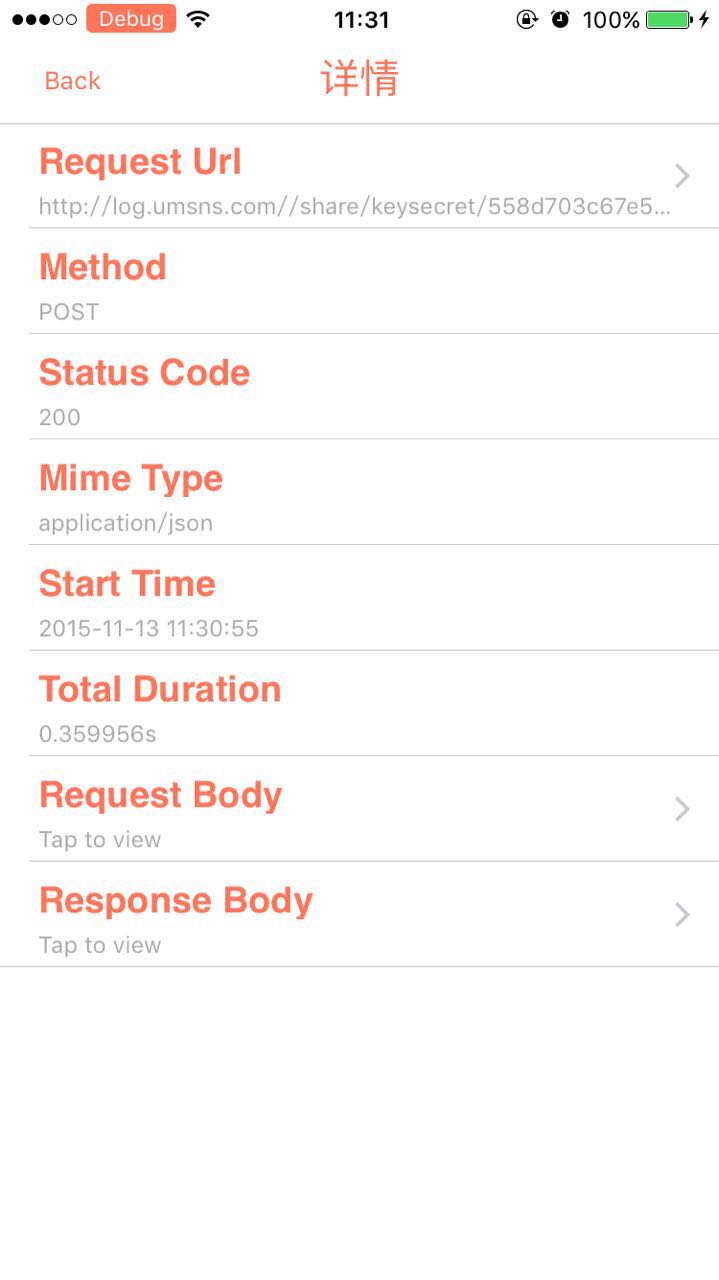 Debug 11:31 100%
Back 详情
Request Url
http://log.umsns.com//share/keysecret/558d703c67e5...
Method
POST
Status Code
200
Mime Type
application/json
Start Time
2015-11-13 11:30:55
Total Duration
0.359956s
Request Body
Tap to view
Response Body
Tap to view